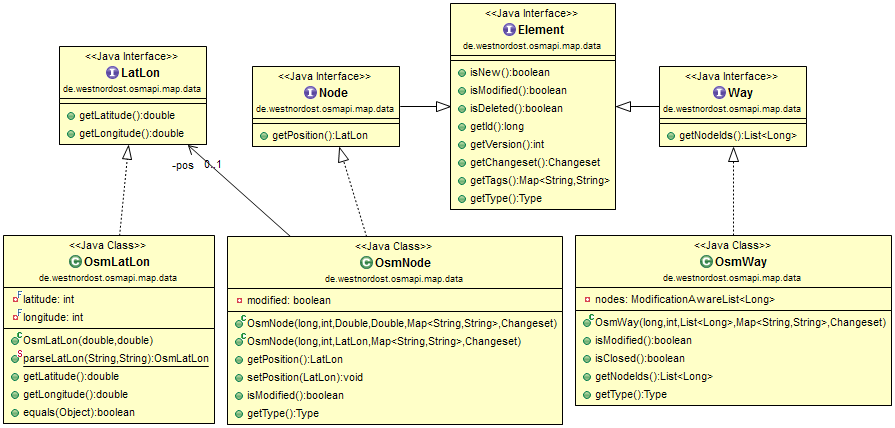 <<Java Interface>>
LatLon
de.westnordost.osmapi.map.data
getLatitude():double
getLongitude():double
<<Java Interface>>
Node
de.westnordost.osmapi.map.data
getPosition():LatLon
<<Java Interface>>
Element
de.westnordost.osmapi.map.data
isNew():boolean
isModified():boolean
isDeleted():boolean
getId():long
getVersion():int
getChangeset():Changeset
getTags():Map<String,String>
getType():Type
<<Java Interface>>
Way
de.westnordost.osmapi.map.data
getNodeIds():List<Long>
-pos 0..1
<<Java Class>>
OsmLatLon
de.westnordost.osmapi.map.data
latitude: int
longitude: int
OsmLatLon(double,double)
parseLatLon(String,String):OsmLatLon
getLatitude():double
getLongitude():double
equals(Object):boolean
<<Java Class>>
OsmNode
de.westnordost.osmapi.map.data
modified: boolean
OsmNode(long,int,Double,Double,Map<String,String>,Changeset)
OsmNode(long,int,LatLon,Map<String,String>,Changeset)
getPosition():LatLon
setPosition(LatLon):void
isModified():boolean
getType():Type
<<Java Class>>
OsmWay
de.westnordost.osmapi.map.data
nodes: ModificationAwareList<Long>
OsmWay(long,int,List<Long>,Map<String,String>,Changeset)
isModified():boolean
isClosed():boolean
getNodeIds():List<Long>
getType():Type